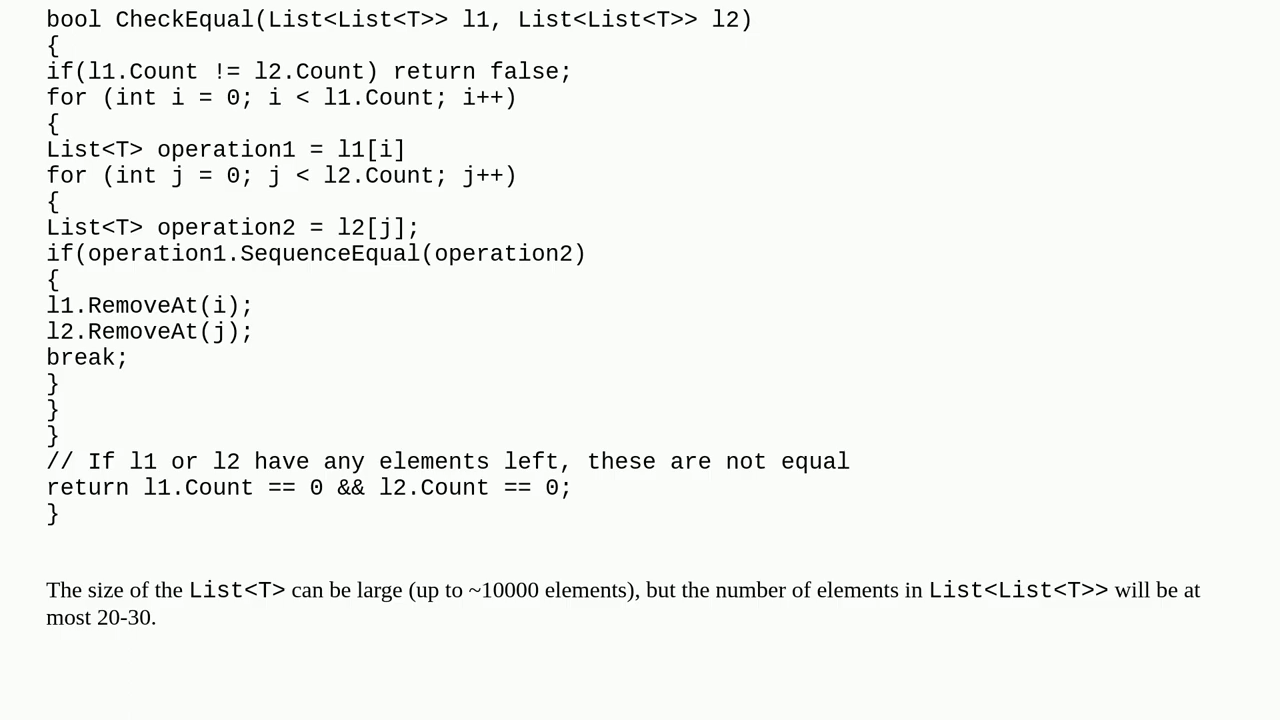 bool CheckEqual(List<List<T>> l1, List<List<T>> l2)
{
if(l1.Count != l2.Count) return false;
for (int i = 0; i < l1.Count; i++)
{
List<T> operation1 = l1[i]
for (int j = 0; j < l2.Count; j++)
{
List<T> operation2 = l2[j];
if(operation1.SequenceEqual(operation2)
{
l1.RemoveAt(i);
l2.RemoveAt(j);
break;
}
}
}
// If l1 or l2 have any elements left, these are not equal
return l1.Count == 0 && l2.Count == 0;
}
The size of the List<T> can be large (up to ~10000 elements), but the number of elements in List<List<T>> will be at
most 20-30.